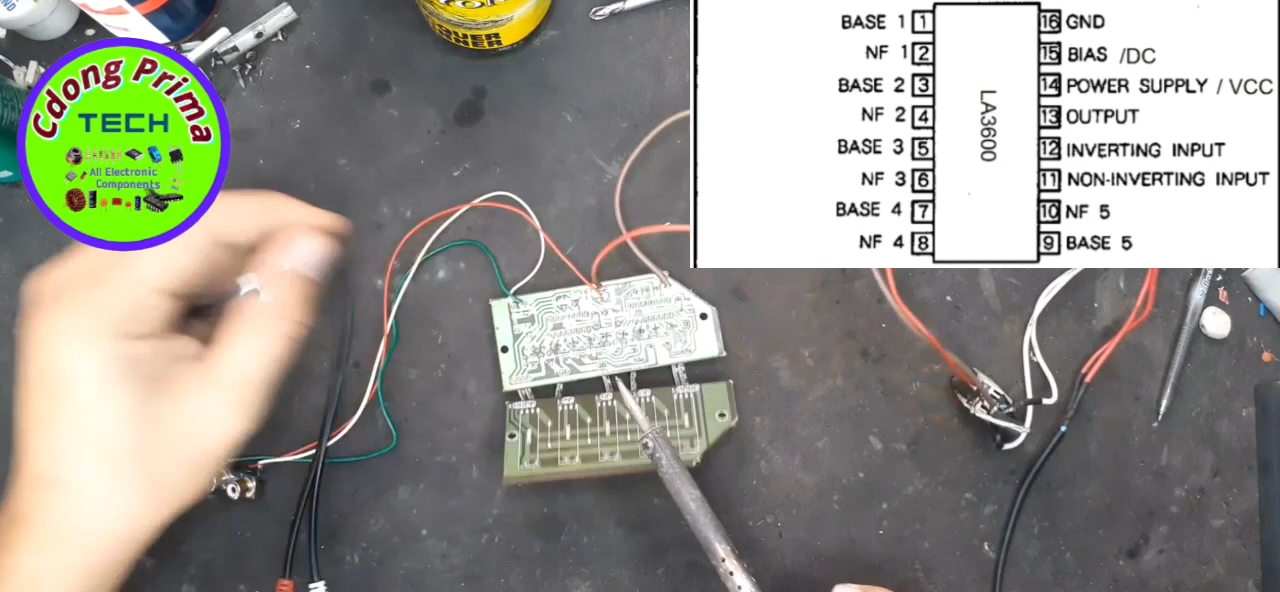 Cdong Prima
TECH
All Electronic
Components
BASE 1 1
NF 1 2
BASE 2 3
NF 2 4
BASE 3 5
NF 3 6
BASE 4 7
NF 4 8
LA3600
16 GND
15 BIAS /DC
14 POWER SUPPLY / VCC
13 OUTPUT
12 INVERTING INPUT
11 NON-INVERTING INPUT
10 NF 5
9 BASE 5